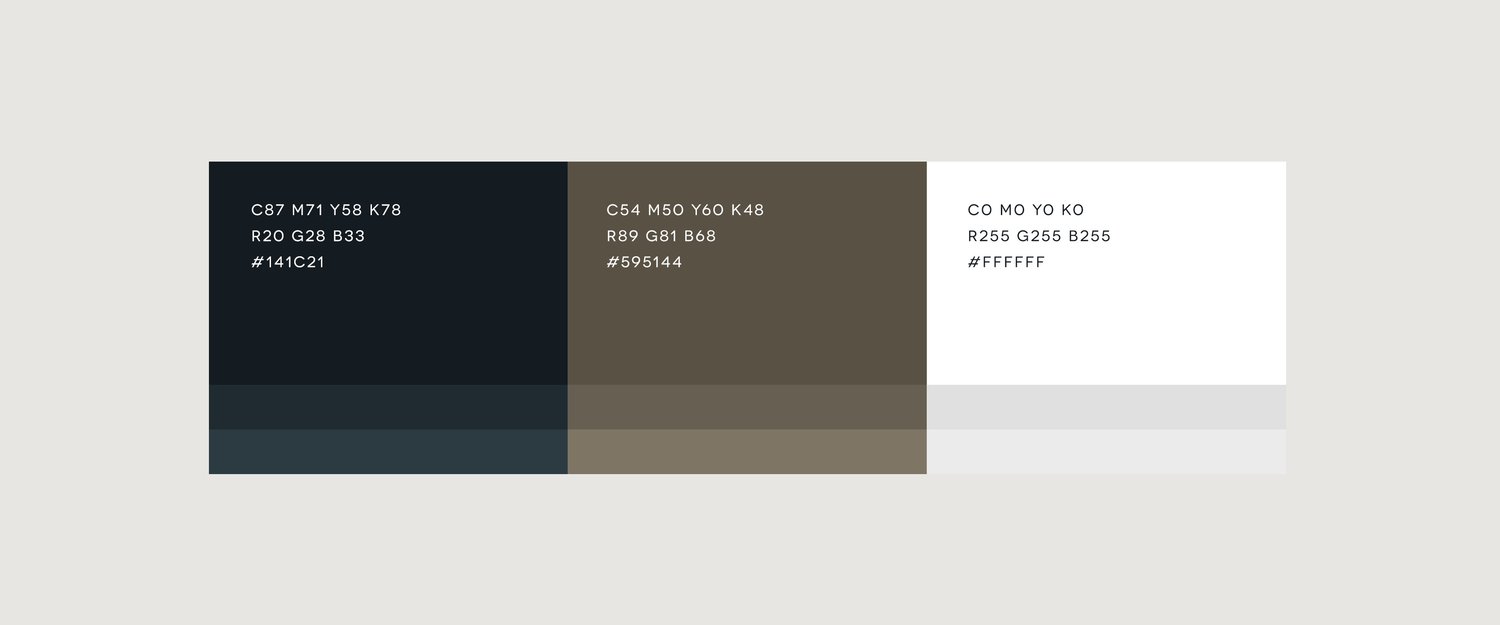 C87 M71 Y58 K78
R20 G28 B33
#141C21
C54 M50 Y60 K48
R89 G81 B68
#595144
C0 M0 Y0 K0
R255 G255 B255
#FFFFFF